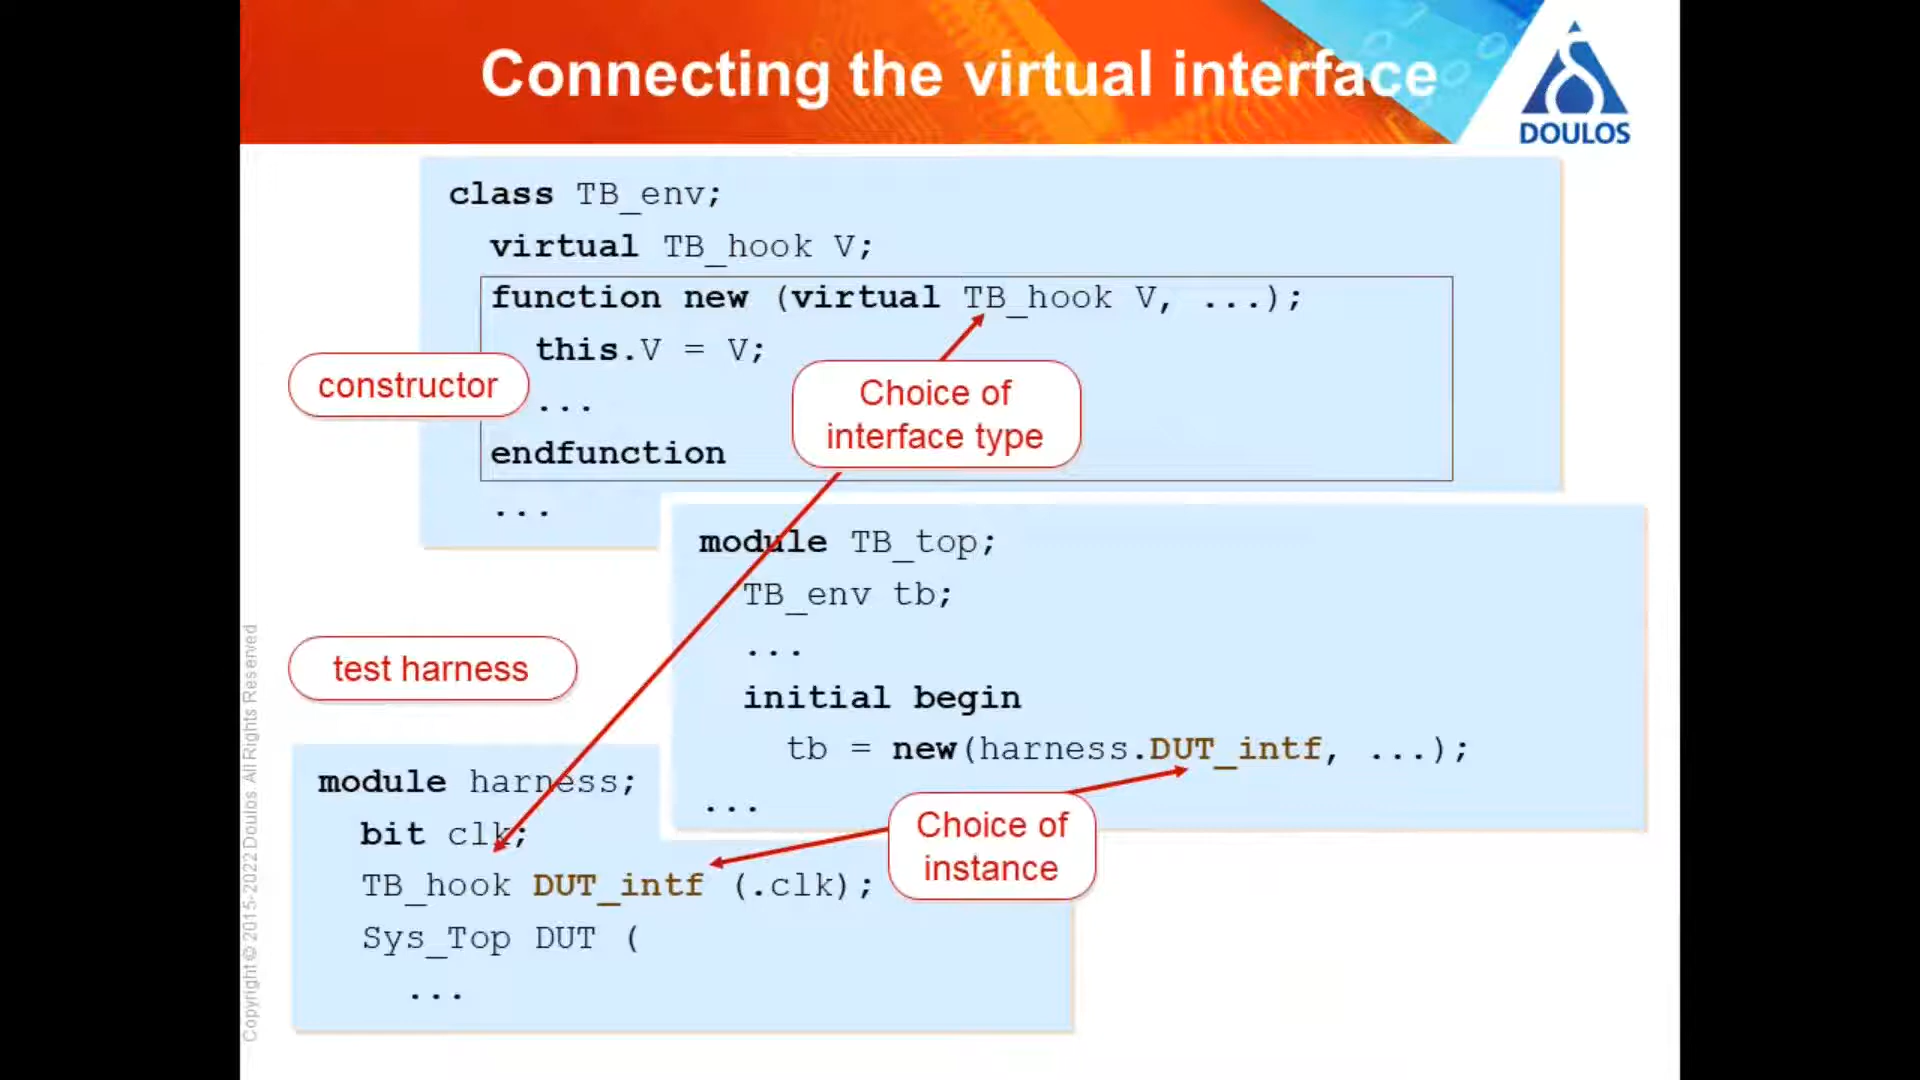 Connecting the virtual interface
DOULOS
class TB_env;
virtual TB_hook V;
function new (virtual TB_hook V, ...);
this.V = V;
...
endfunction
...
constructor
Choice of
interface type
module TB_top;
TB_env tb;
...
initial begin
tb = new(harness.DUT_intf, ...);
...
test harness
module harness;
bit clk;
TB_hook DUT_intf (.clk);
Sys_Top DUT (
...
Choice of
instance
Copyright © 2015-2022 Doulos All Rights Reserved